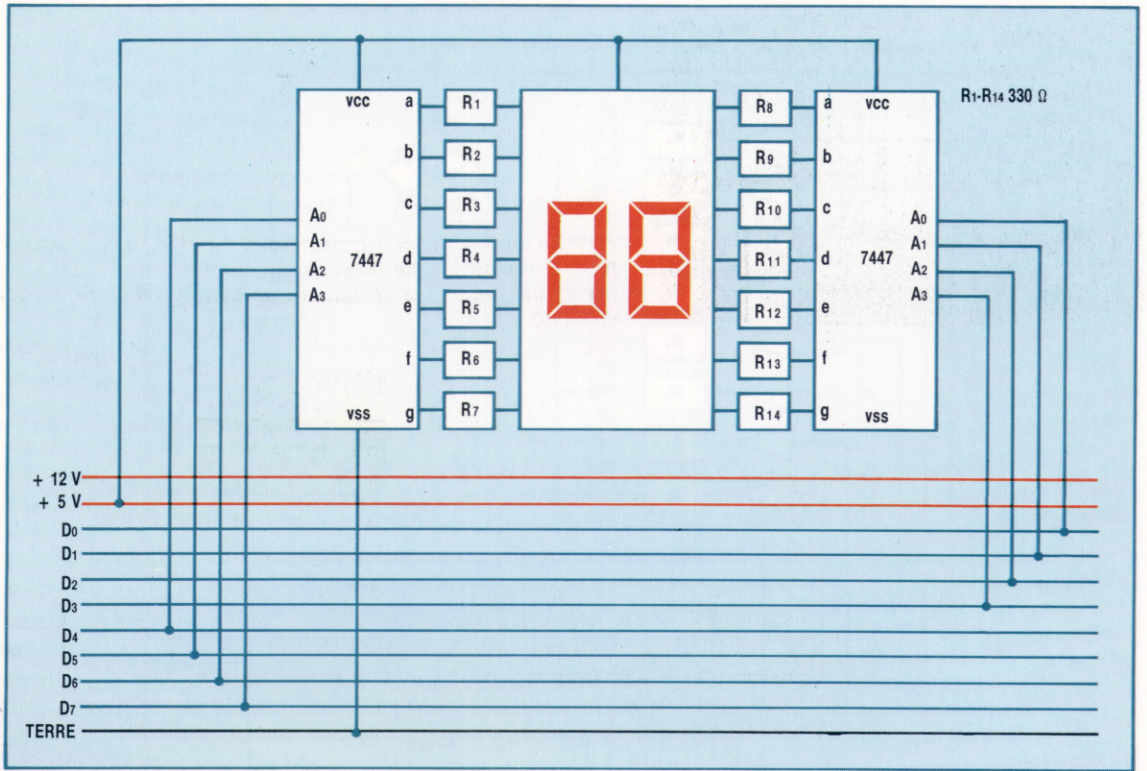 vcc
a
R1
b
R2
c
R3
d
R4
e
R5
f
R6
g
R7
A0
A1
A2
A3
7447
vss
88
R8
a
R9
b
R10
c
R11
d
R12
e
R13
f
R14
g
vcc
7447
vss
A0
A1
A2
A3
R1-R14 330 Ω
+ 12 V
+ 5 V
D0
D1
D2
D3
D4
D5
D6
D7
TERRE